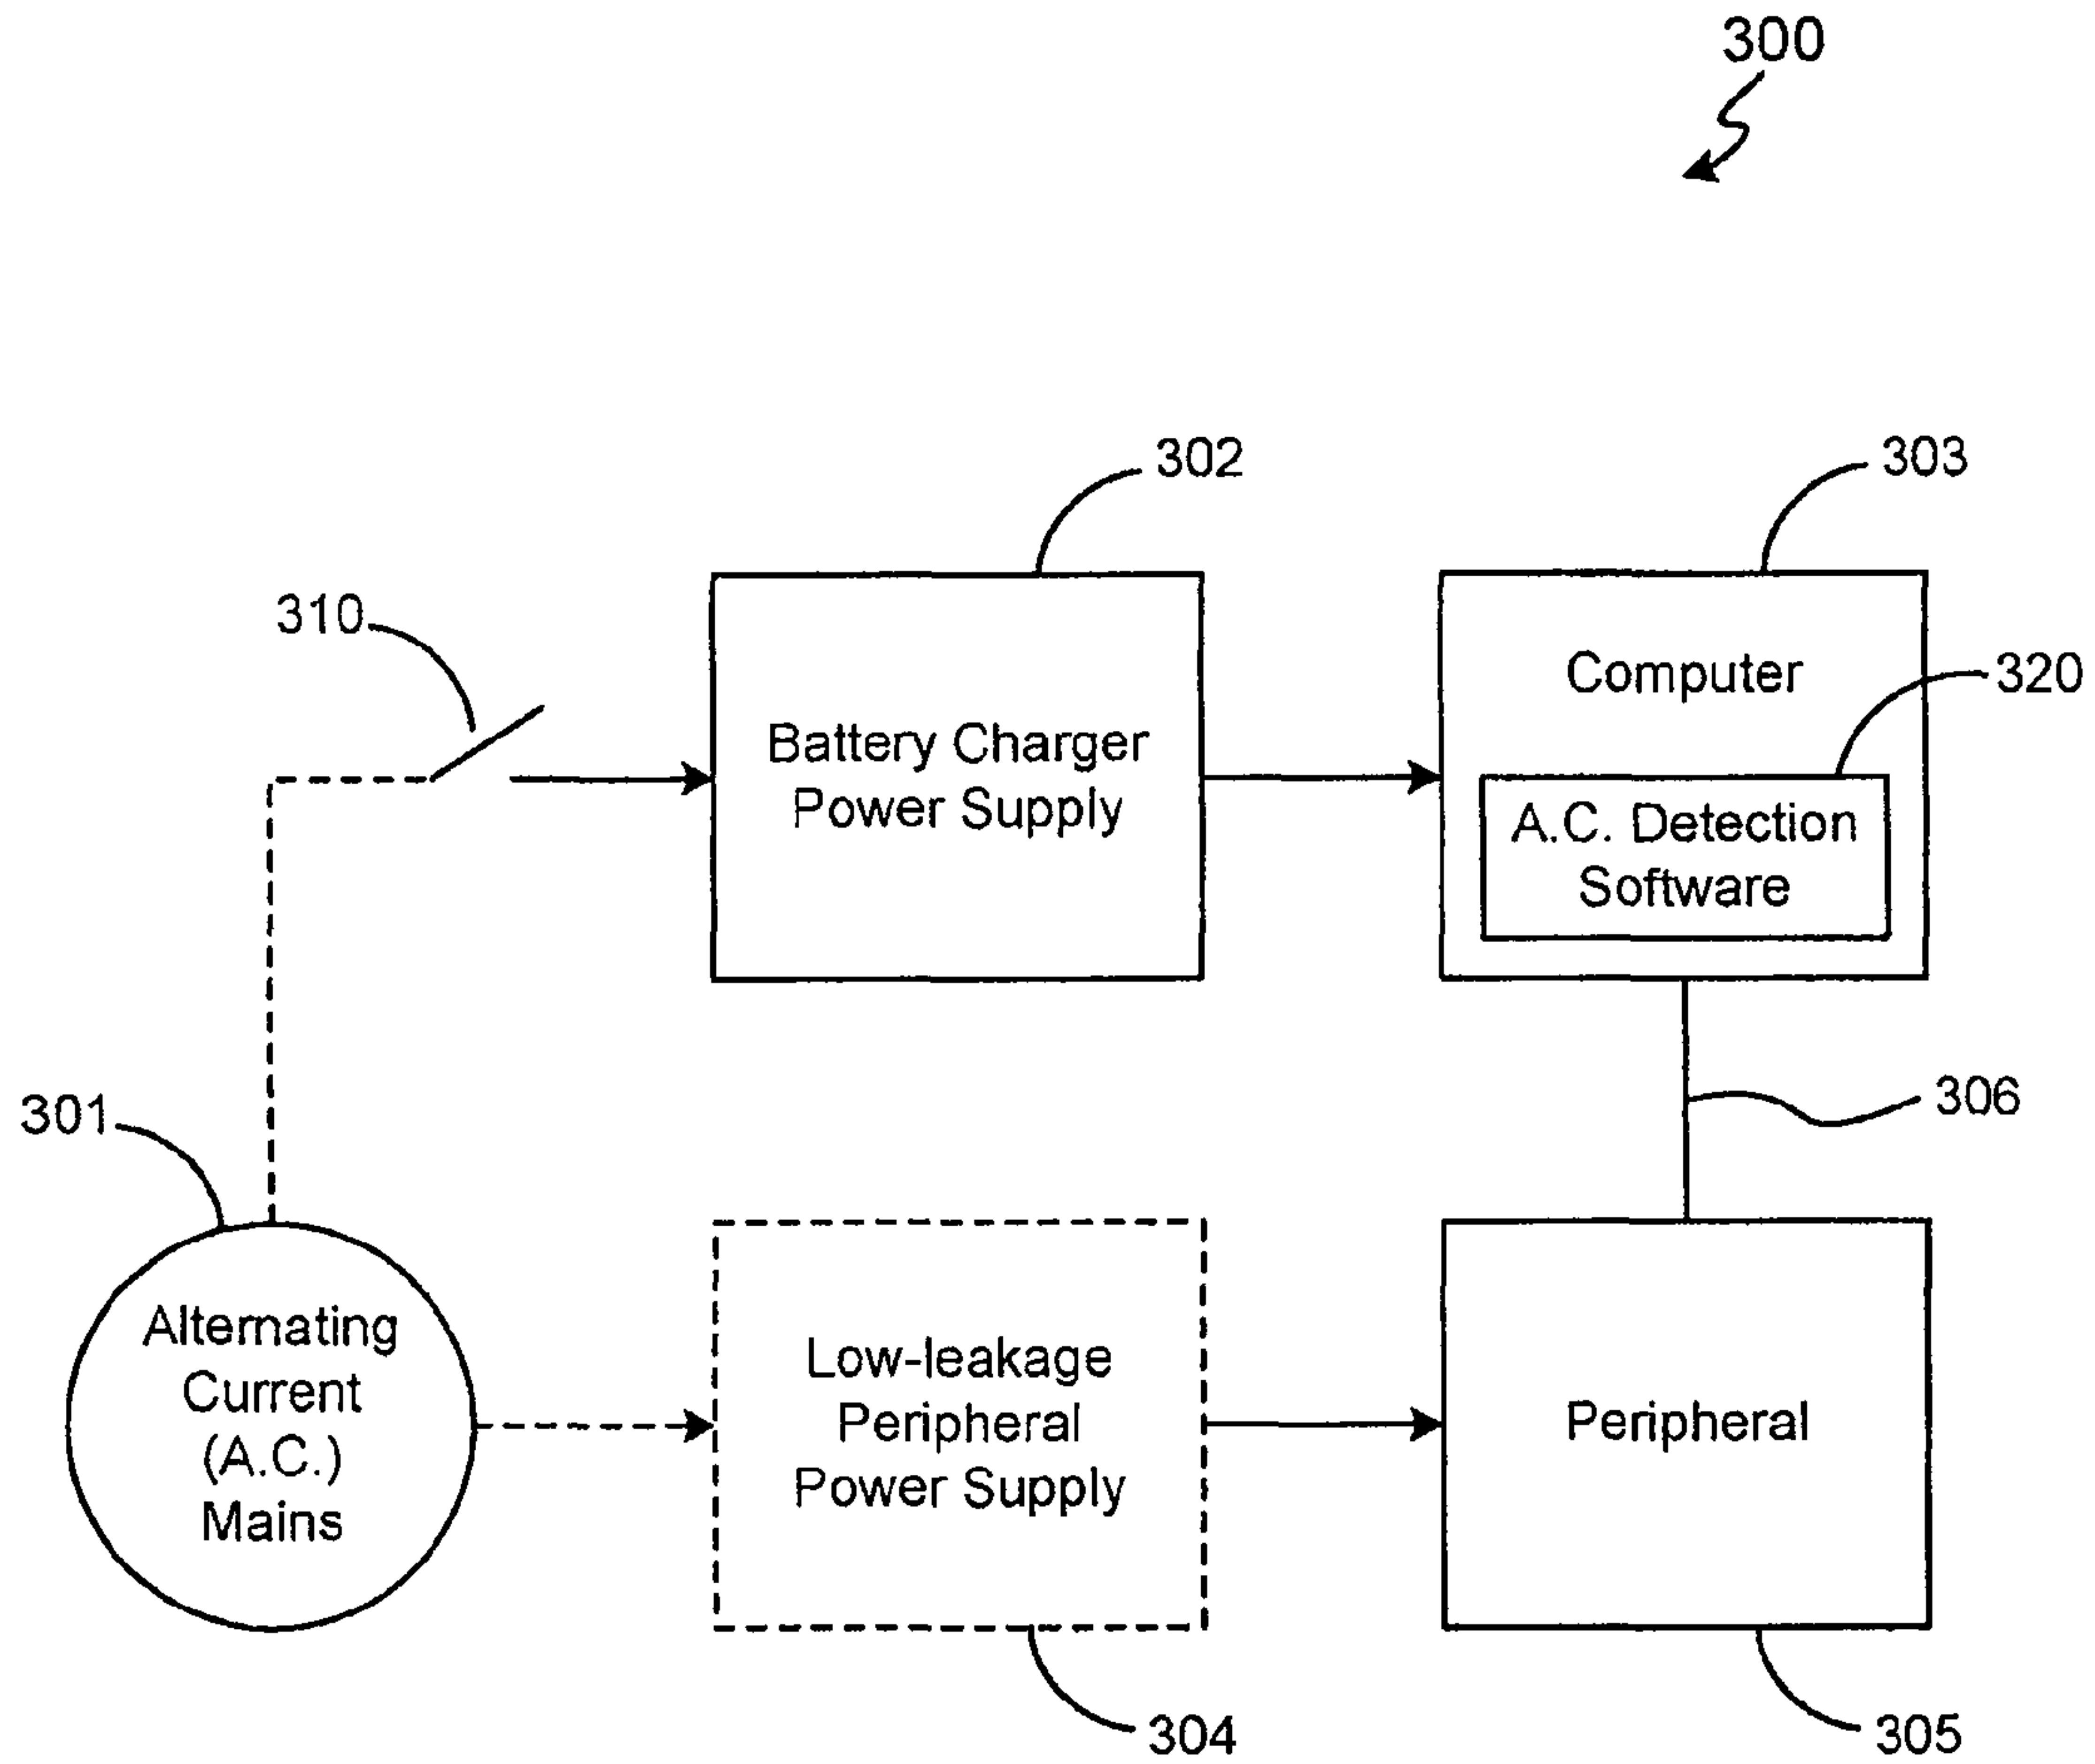 300
302
303
310
Computer
320
Battery Charger
Power Supply
A.C. Detection
Software
301
306
Alternating
Current
(A.C.)
Mains
Low-leakage
Peripheral
Power Supply
Peripheral
304
305